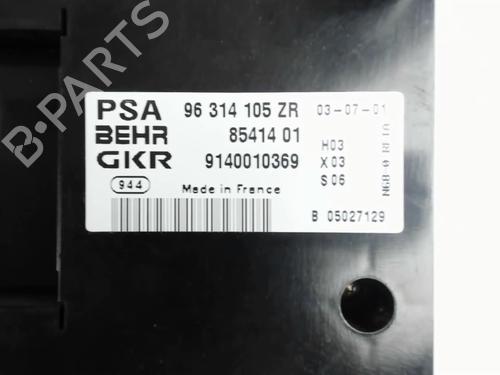 PSA 96 314 105 ZR 03-07-01
BEHR 85414 01
GKR 9140010369
H03
X 03
S 06
944
Made in France
B 05027129
B-PARTS